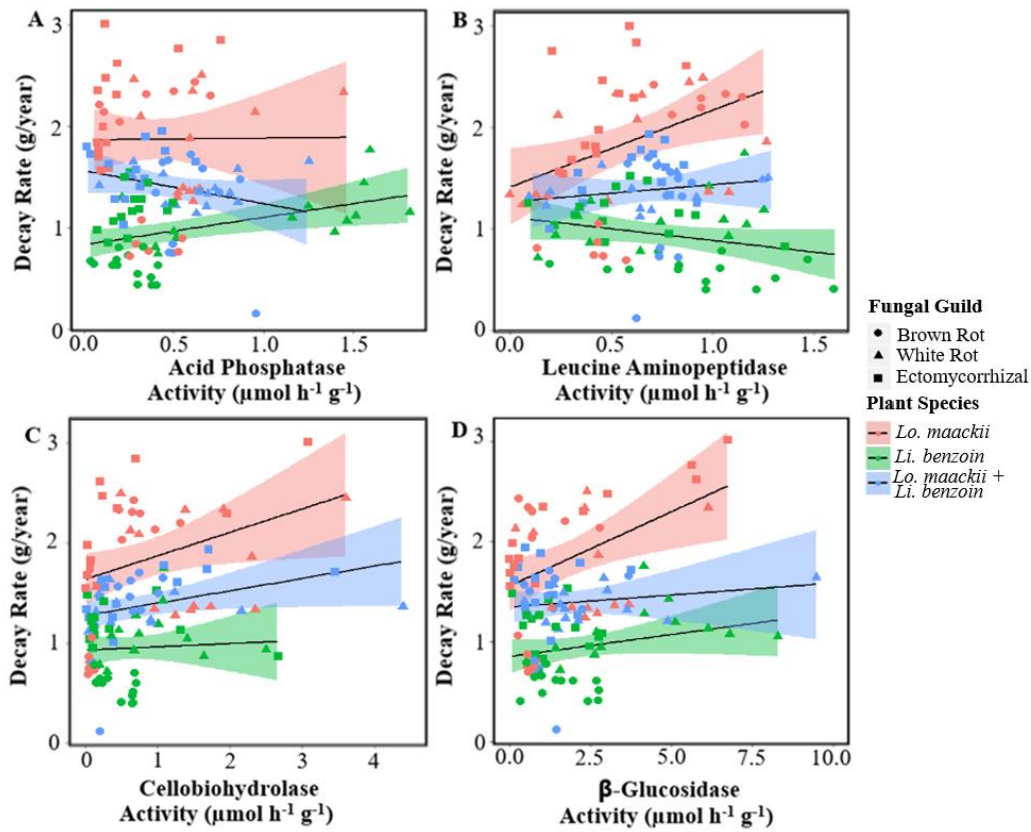 A
B
3
2
1
0
Decay Rate (g/year)
0.0
0.5
1.0
1.5
Acid Phosphatase
Activity (µmol h⁻¹ g⁻¹)
3
2
1
0
Decay Rate (g/year)
0.0
0.5
1.0
1.5
Leucine Aminopeptidase
Activity (µmol h⁻¹ g⁻¹)
Fungal Guild
Brown Rot
White Rot
Ectomycorrhizal
Plant Species
Lo. maackii
Li. benzoin
Lo. maackii +
Li. benzoin
C
D
3
2
1
0
Decay Rate (g/year)
0
1
2
3
4
Cellobiohydrolase
Activity (µmol h⁻¹ g⁻¹)
3
2
1
0
Decay Rate (g/year)
0.0
2.5
5.0
7.5
10.0
β-Glucosidase
Activity (µmol h⁻¹ g⁻¹)